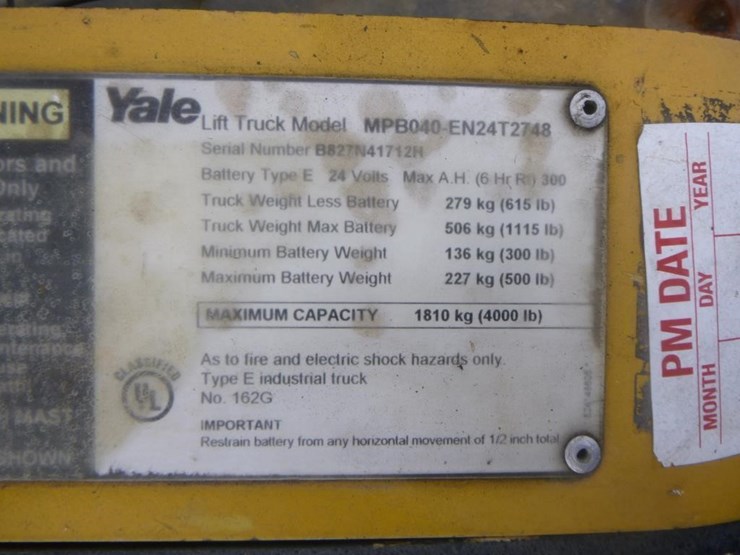 NING
ors and
Only
Yale Lift Truck Model MPB040-EN24T2748
Serial Number B827N41712H
Battery Type E 24 Volts Max A.H. (6 Hr Rt) 300
Truck Weight Less Battery 279 kg (615 lb)
Truck Weight Max Battery 506 kg (1115 lb)
Minimum Battery Weight 136 kg (300 lb)
Maximum Battery Weight 227 kg (500 lb)
MAXIMUM CAPACITY 1810 kg (4000 lb)
As to fire and electric shock hazards only.
Type E industrial truck
No. 162G
CLASSIFIED
UL
IMPORTANT
Restrain battery from any horizontal movement of 1/2 inch total
MAST
SHOWN
PM DATE
MONTH DAY YEAR